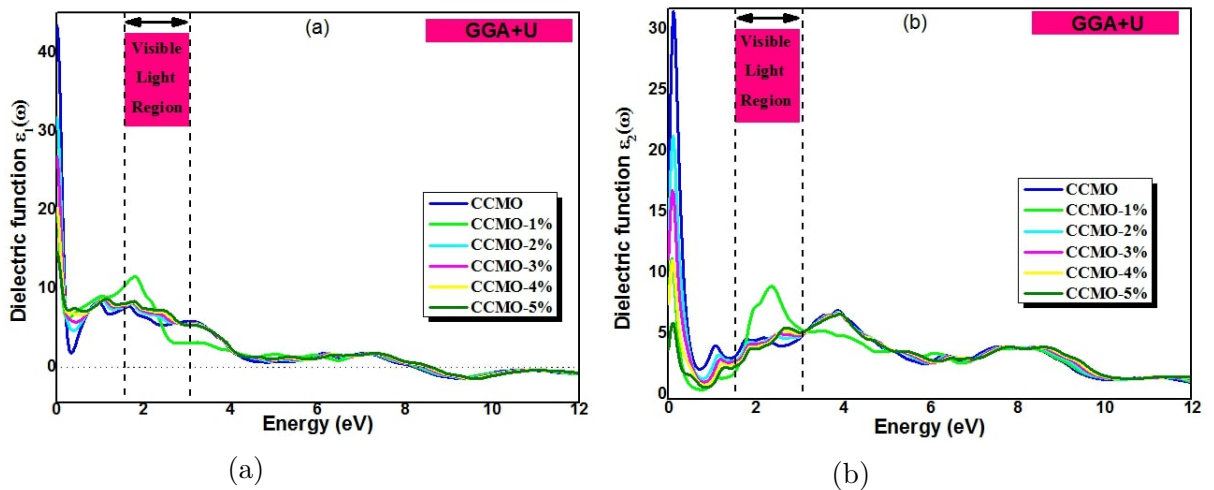 (a)
GGA+U
Visible
Light
Region
Dielectric function ε₁(ω)
40
30
20
10
0
CCMO
CCMO-1%
CCMO-2%
CCMO-3%
CCMO-4%
CCMO-5%
0 2 4 6 8 10 12
Energy (eV)
(a)
(b)
GGA+U
Visible
Light
Region
Dielectric function ε₂(ω)
30
25
20
15
10
5
0
CCMO
CCMO-1%
CCMO-2%
CCMO-3%
CCMO-4%
CCMO-5%
0 2 4 6 8 10 12
Energy (eV)
(b)